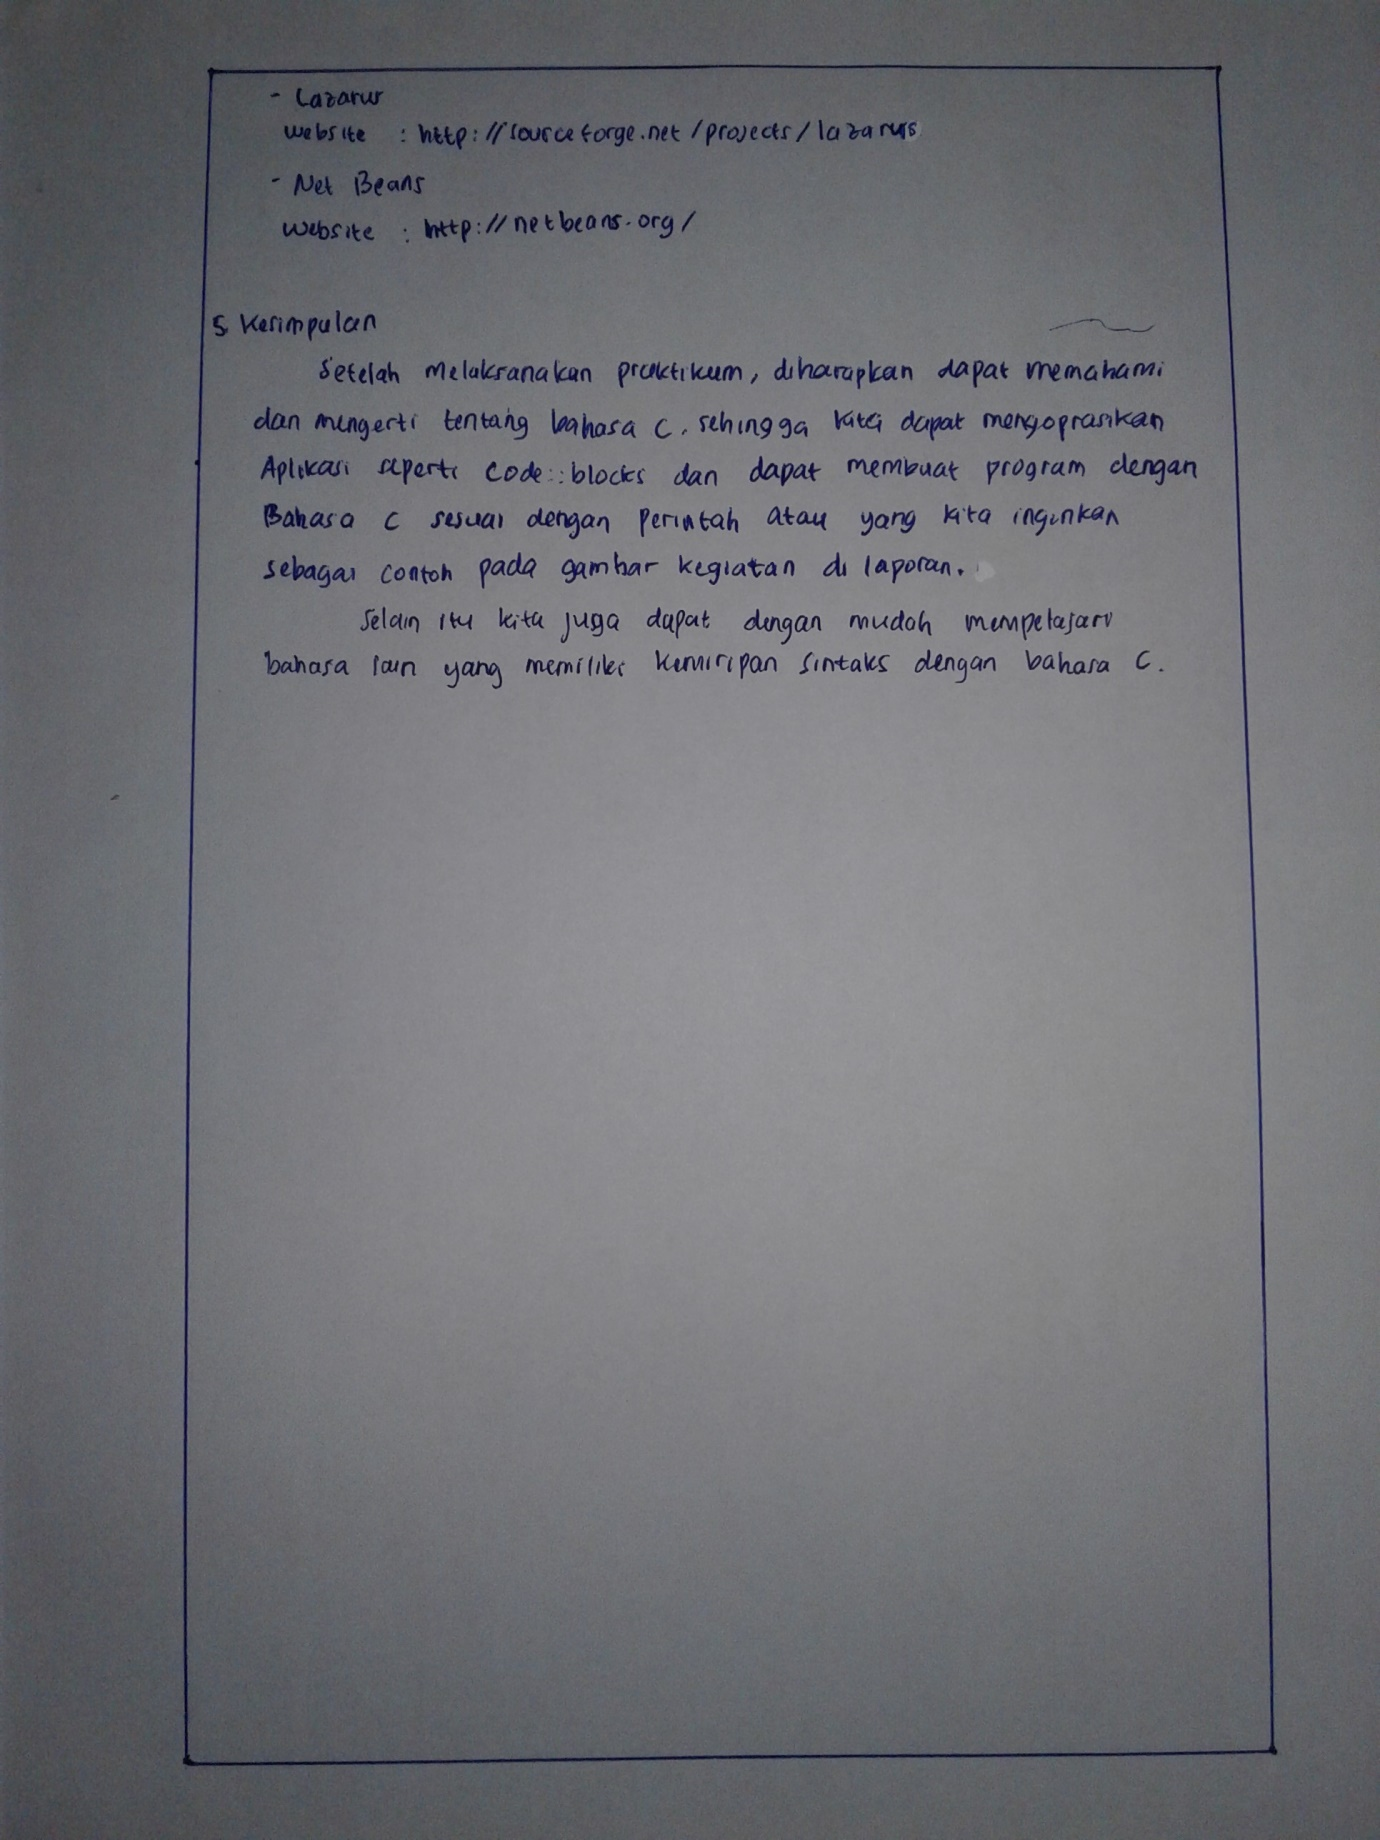 - Lazarus
website : http://sourceforge.net/projects/lazarus
- Net Beans
Website : http://netbeans.org/
5. Kesimpulan
Setelah melaksanakan praktikum, diharapkan dapat memahami
dan mengerti tentang bahasa C. sehingga kita dapat mengoprasikan
Aplikasi seperti Code::blocks dan dapat membuat program dengan
Bahasa C sesuai dengan perintah atau yang kita inginkan
sebagai contoh pada gambar kegiatan di laporan.
Selain itu kita juga dapat dengan mudah mempelajari
bahasa lain yang memiliki kemiripan sintaks dengan bahasa C.